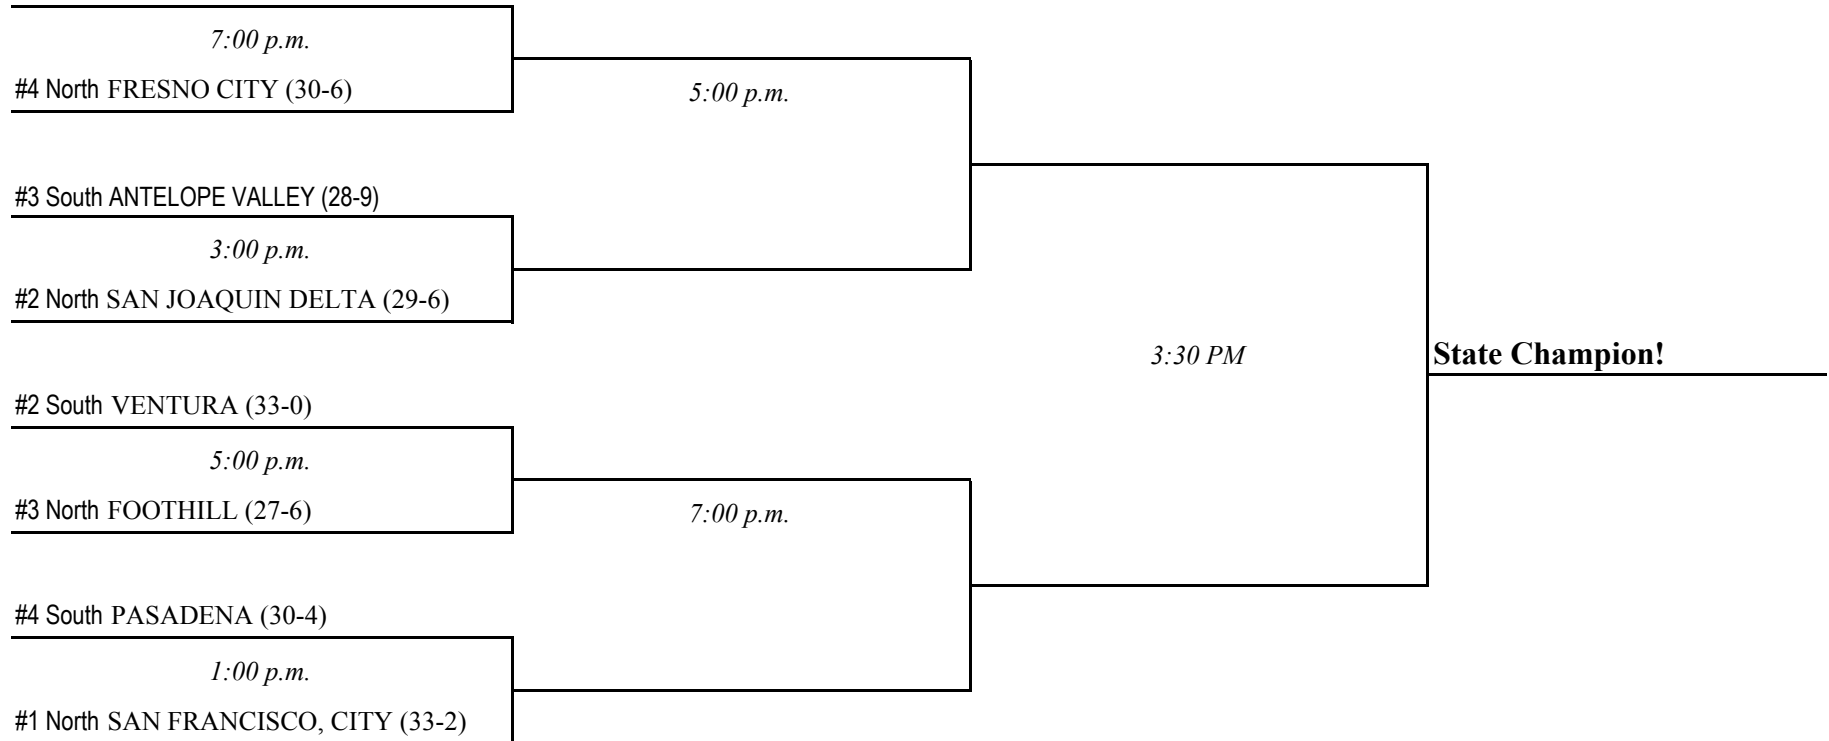 7:00 p.m.
#4 North FRESNO CITY (30-6)
5:00 p.m.
#3 South ANTELOPE VALLEY (28-9)
3:00 p.m.
#2 North SAN JOAQUIN DELTA (29-6)
3:30 PM
State Champion!
#2 South VENTURA (33-0)
5:00 p.m.
#3 North FOOTHILL (27-6)
7:00 p.m.
#4 South PASADENA (30-4)
1:00 p.m.
#1 North SAN FRANCISCO, CITY (33-2)